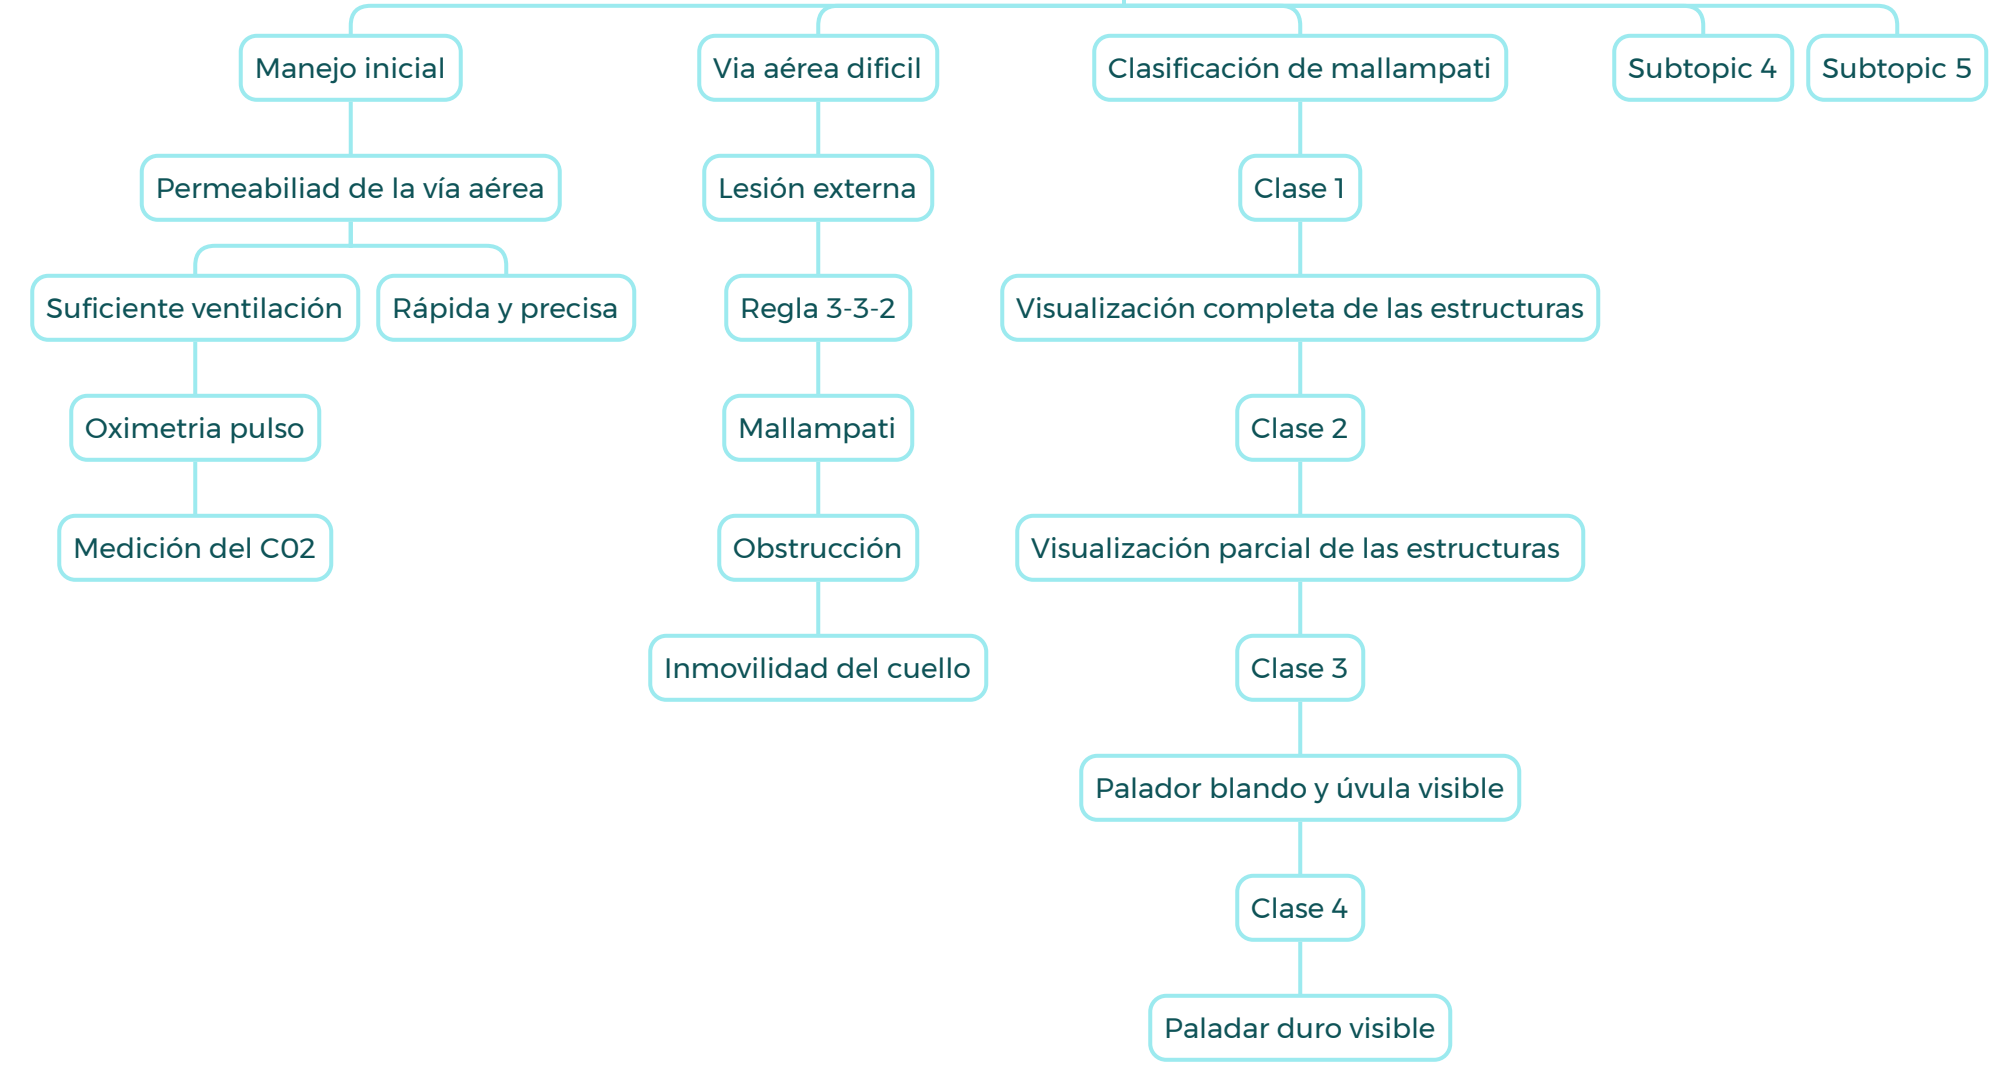 Manejo inicial
Via aérea dificil
Clasificación de mallampati
Subtopic 4
Subtopic 5
Permeabiliad de la vía aérea
Lesión externa
Clase 1
Suficiente ventilación
Rápida y precisa
Regla 3-3-2
Visualización completa de las estructuras
Oximetria pulso
Mallampati
Clase 2
Medición del C02
Obstrucción
Visualización parcial de las estructuras
Inmovilidad del cuello
Clase 3
Palador blando y úvula visible
Clase 4
Paladar duro visible